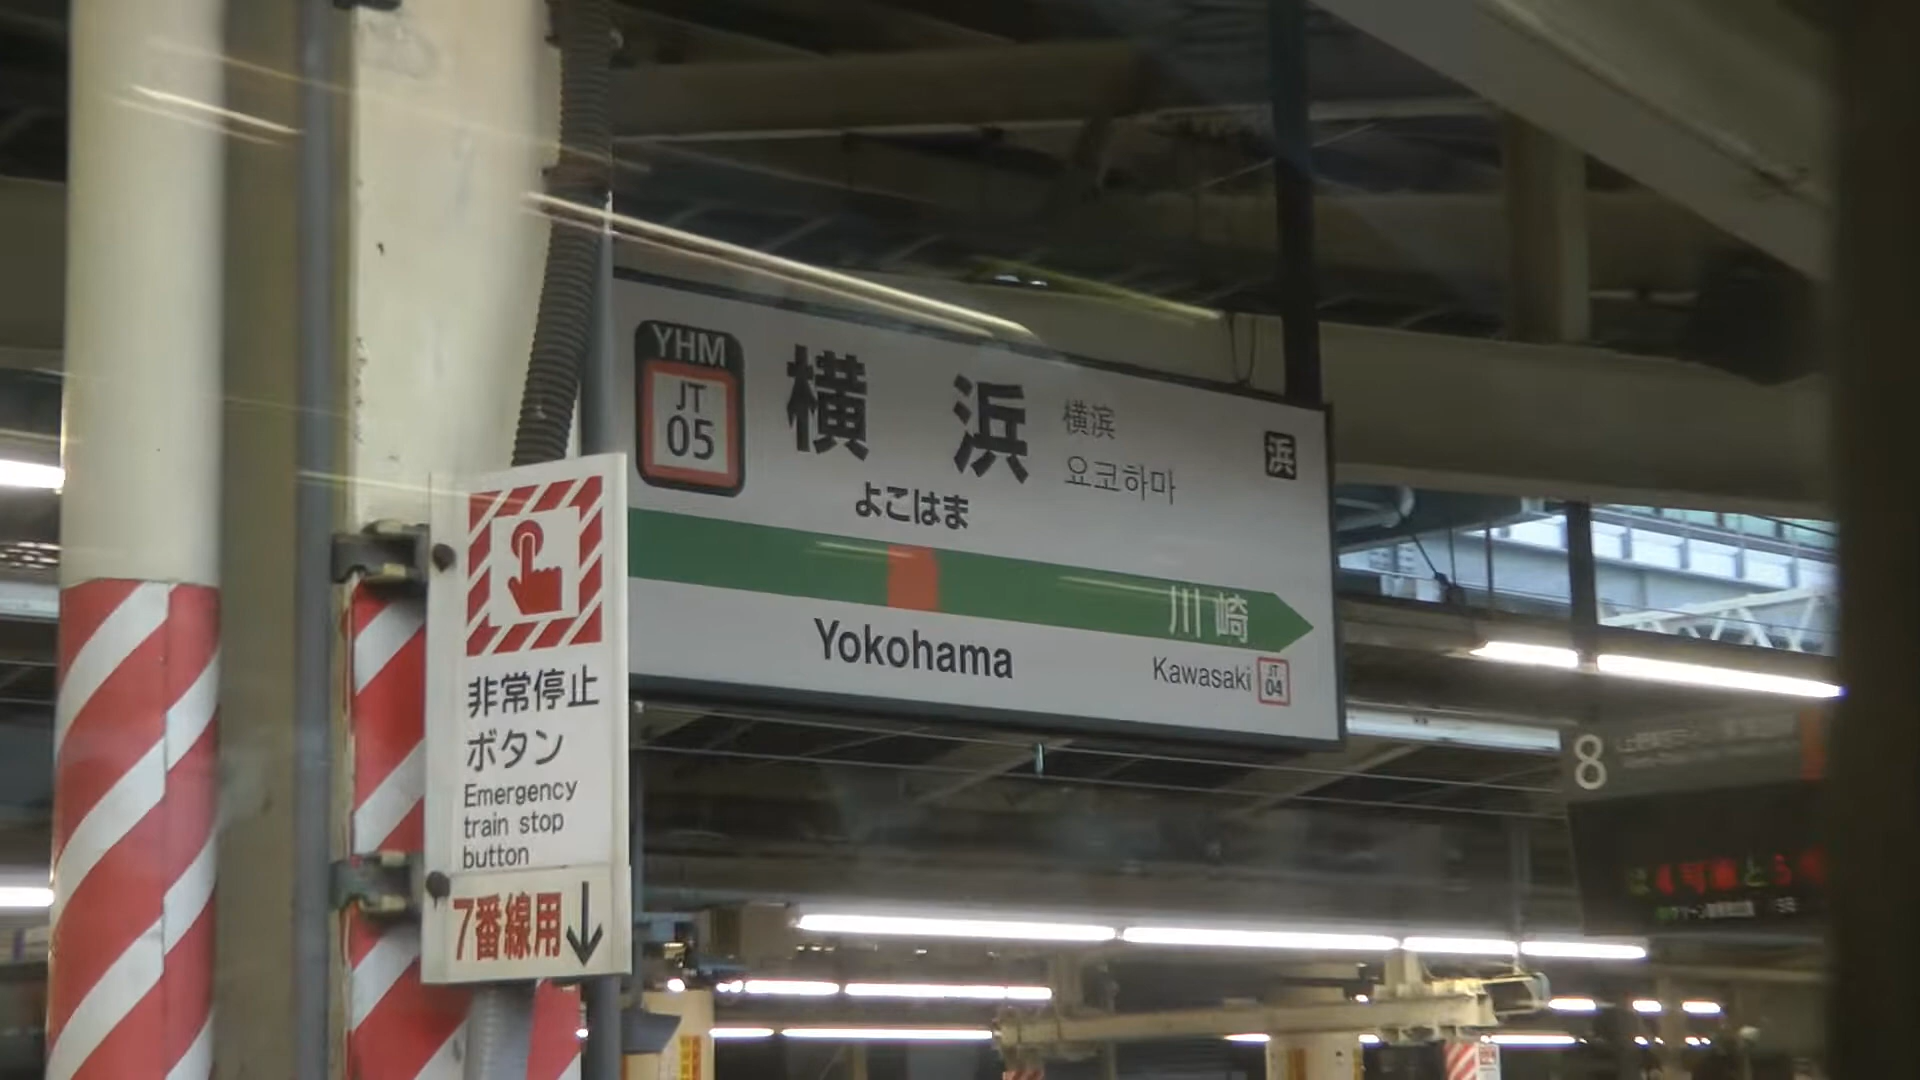 YHM
JT
05
横浜
横滨
요코하마
浜
よこはま
川崎
Yokohama
Kawasaki
JT
04
非常停止
ボタン
Emergency
train stop
button
7番線用
8